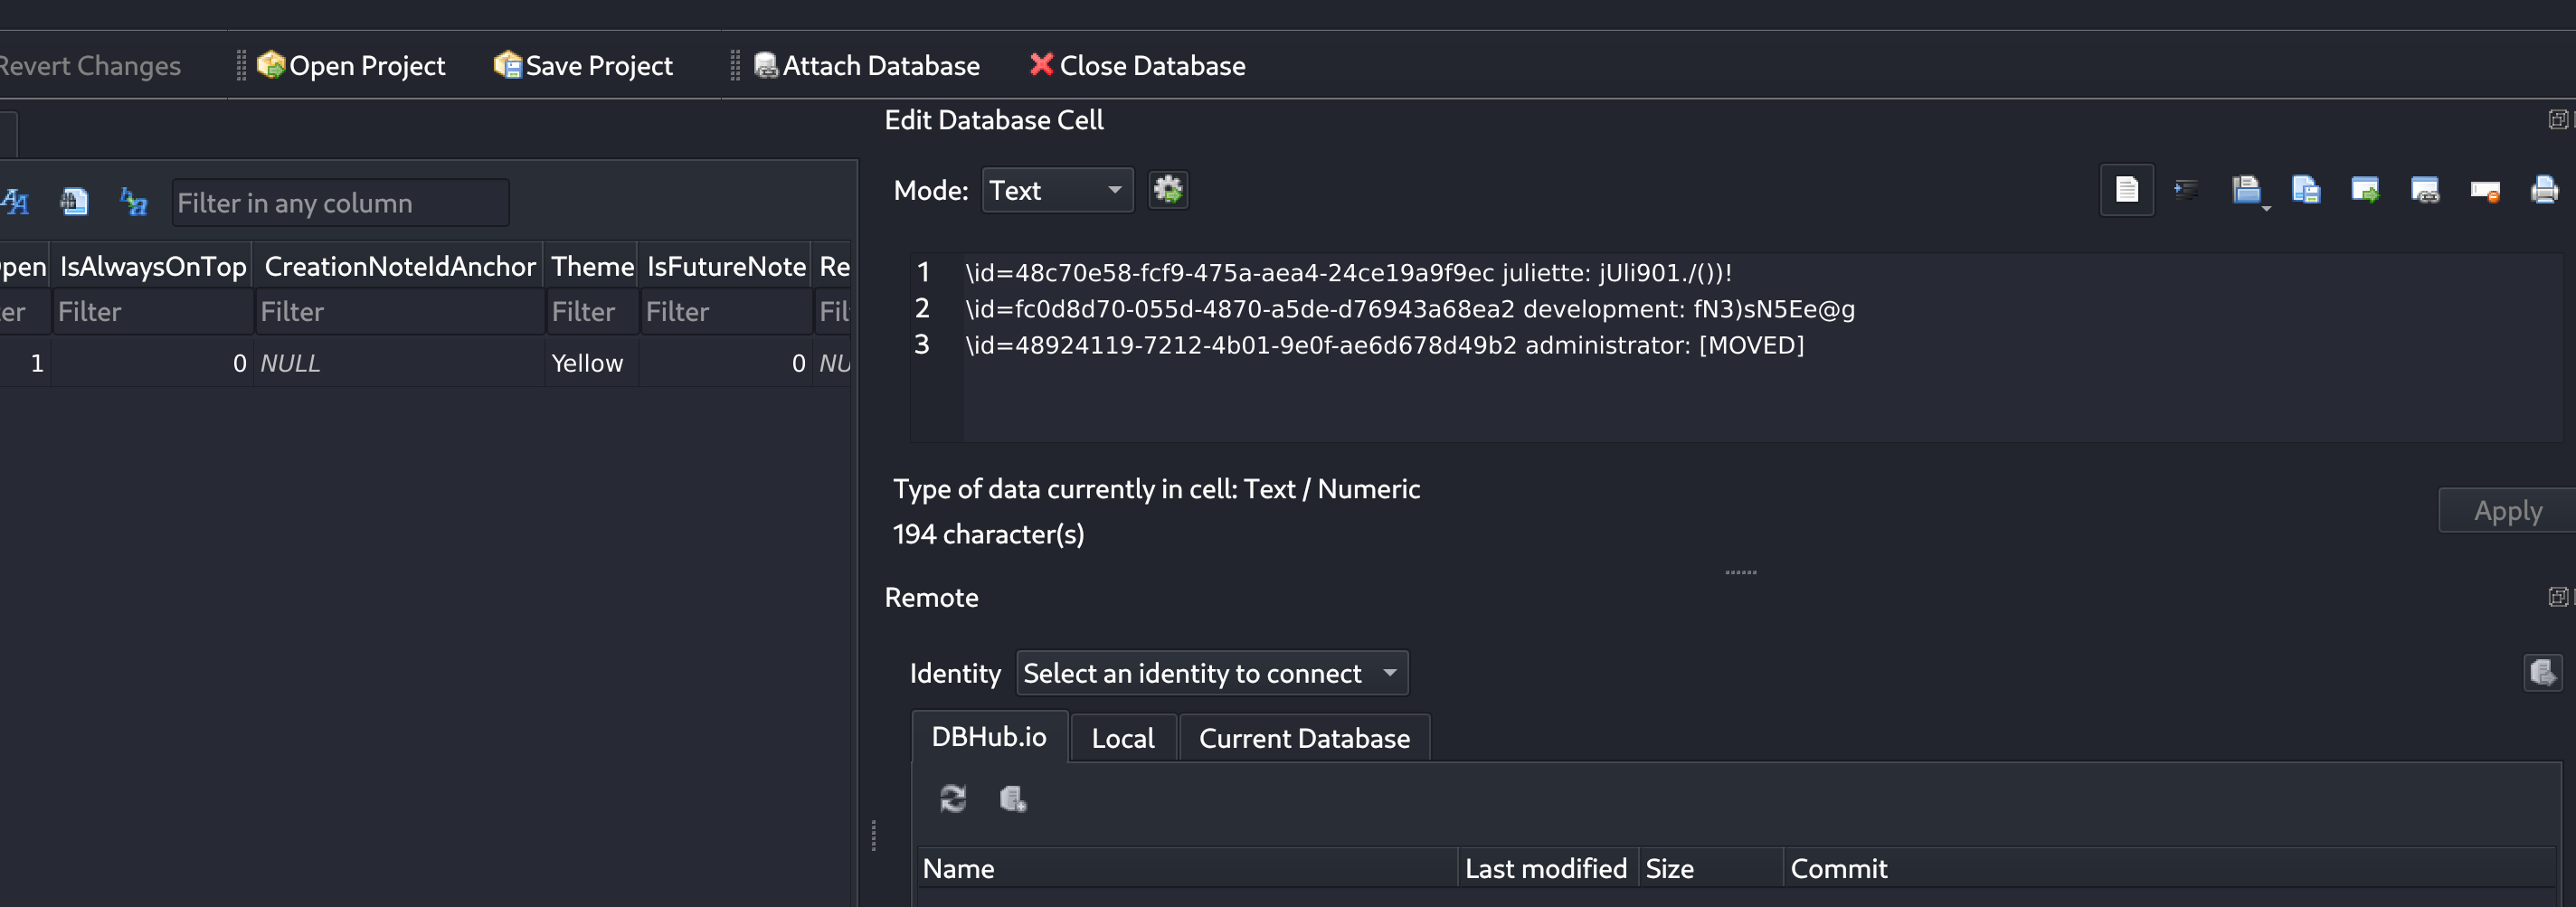 Revert Changes Open Project Save Project Attach Database Close Database
Edit Database Cell
Mode: Text
Filter in any column
pen IsAlwaysOnTop CreationNoteIdAnchor Theme IsFutureNote Re
er Filter Filter Filter Filter Fil
1 0 NULL Yellow 0 NU
1 \id=48c70e58-fcf9-475a-aea4-24ce19a9f9ec juliette: jUli901./())!
2 \id=fc0d8d70-055d-4870-a5de-d76943a68ea2 development: fN3)sN5Ee@g
3 \id=48924119-7212-4b01-9e0f-ae6d678d49b2 administrator: [MOVED]
Type of data currently in cell: Text / Numeric
194 character(s)
Apply
Remote
Identity Select an identity to connect
DBHub.io Local Current Database
Name Last modified Size Commit